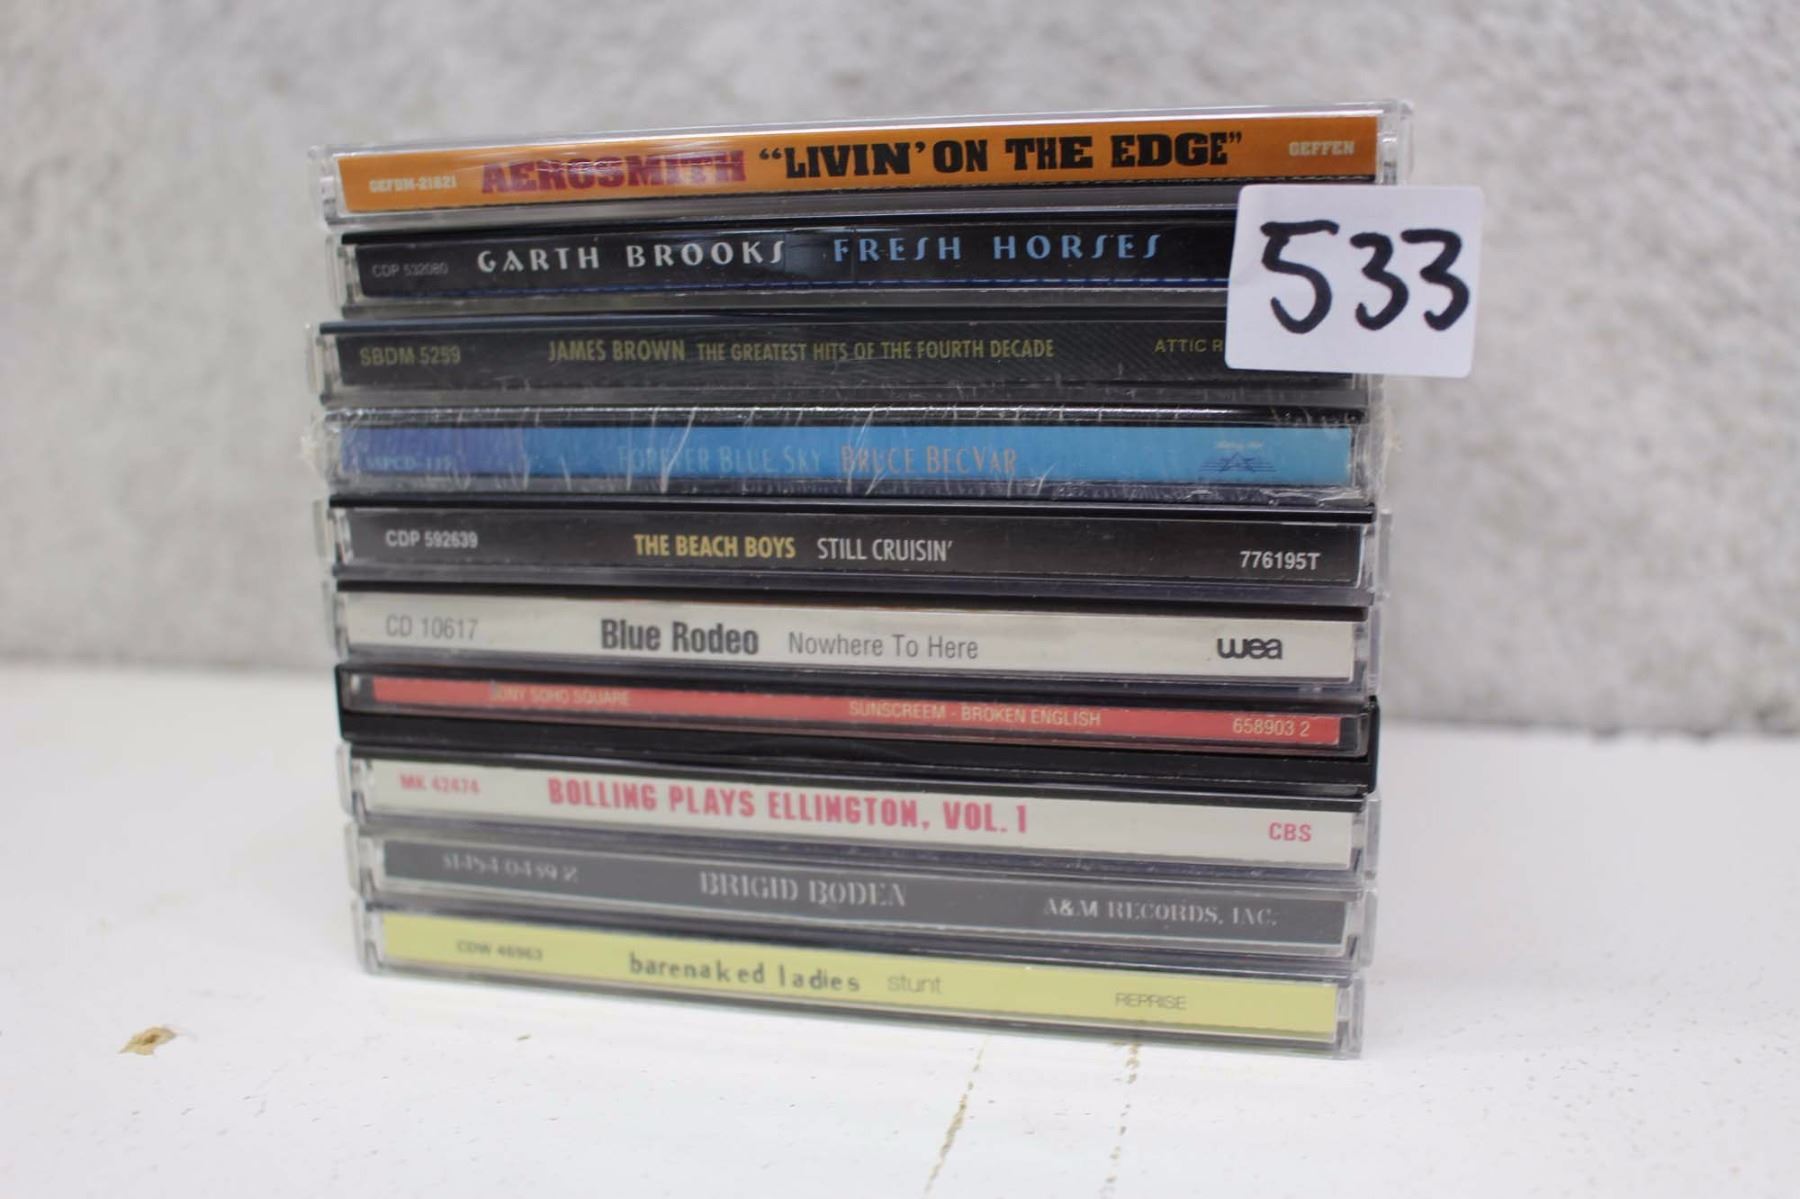 GEFDM-21821 AEROSMITH "LIVIN' ON THE EDGE" GEFFEN
CDP 532080 GARTH BROOKS FRESH HORSES
533
SBDM 5259 JAMES BROWN THE GREATEST HITS OF THE FOURTH DECADE ATTIC R
FOREVER BLUE SKY BRUCE BECVAR
CDP 592639 THE BEACH BOYS STILL CRUISIN' 776195T
CD 10617 Blue Rodeo Nowhere To Here wea
SONY SOHO SQUARE SUNSCREEM - BROKEN ENGLISH 658903 2
MK 42474 BOLLING PLAYS ELLINGTON, VOL. 1 CBS
BRIGID BODEN A&M RECORDS, INC.
CDW 46963 barenaked ladies stunt REPRISE